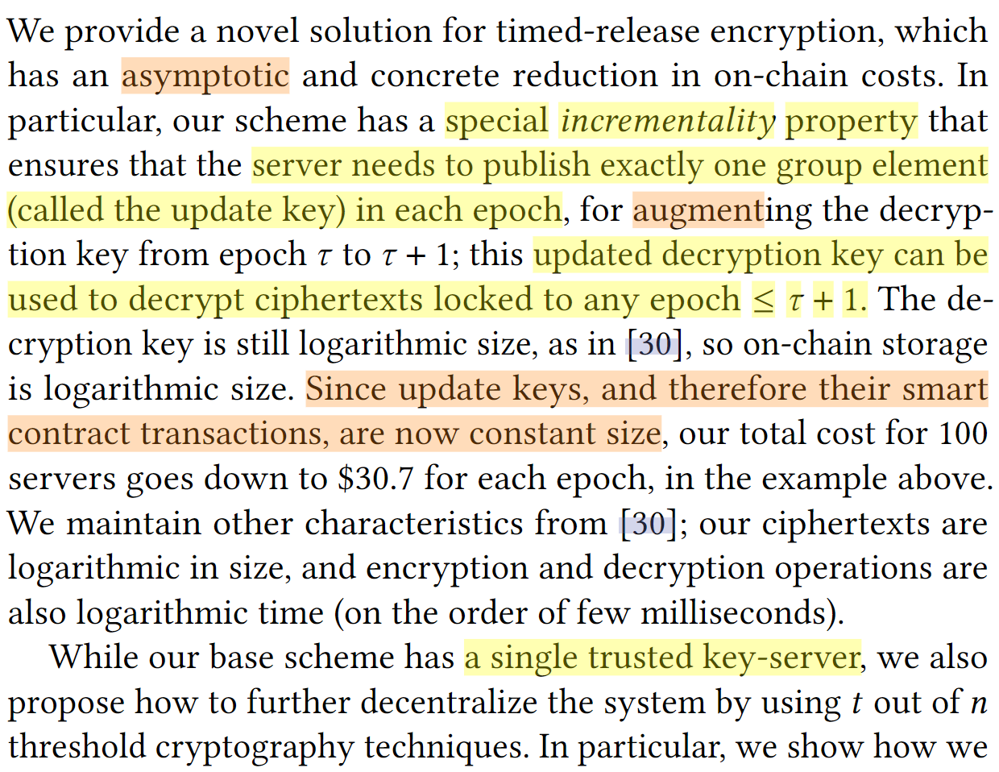 We provide a novel solution for timed-release encryption, which
has an asymptotic and concrete reduction in on-chain costs. In
particular, our scheme has a special incrementality property that
ensures that the server needs to publish exactly one group element
(called the update key) in each epoch, for augmenting the decryp-
tion key from epoch τ to τ + 1; this updated decryption key can be
used to decrypt ciphertexts locked to any epoch ≤ τ + 1. The de-
cryption key is still logarithmic size, as in [30], so on-chain storage
is logarithmic size. Since update keys, and therefore their smart
contract transactions, are now constant size, our total cost for 100
servers goes down to $30.7 for each epoch, in the example above.
We maintain other characteristics from [30]; our ciphertexts are
logarithmic in size, and encryption and decryption operations are
also logarithmic time (on the order of few milliseconds).
While our base scheme has a single trusted key-server, we also
propose how to further decentralize the system by using t out of n
threshold cryptography techniques. In particular, we show how we